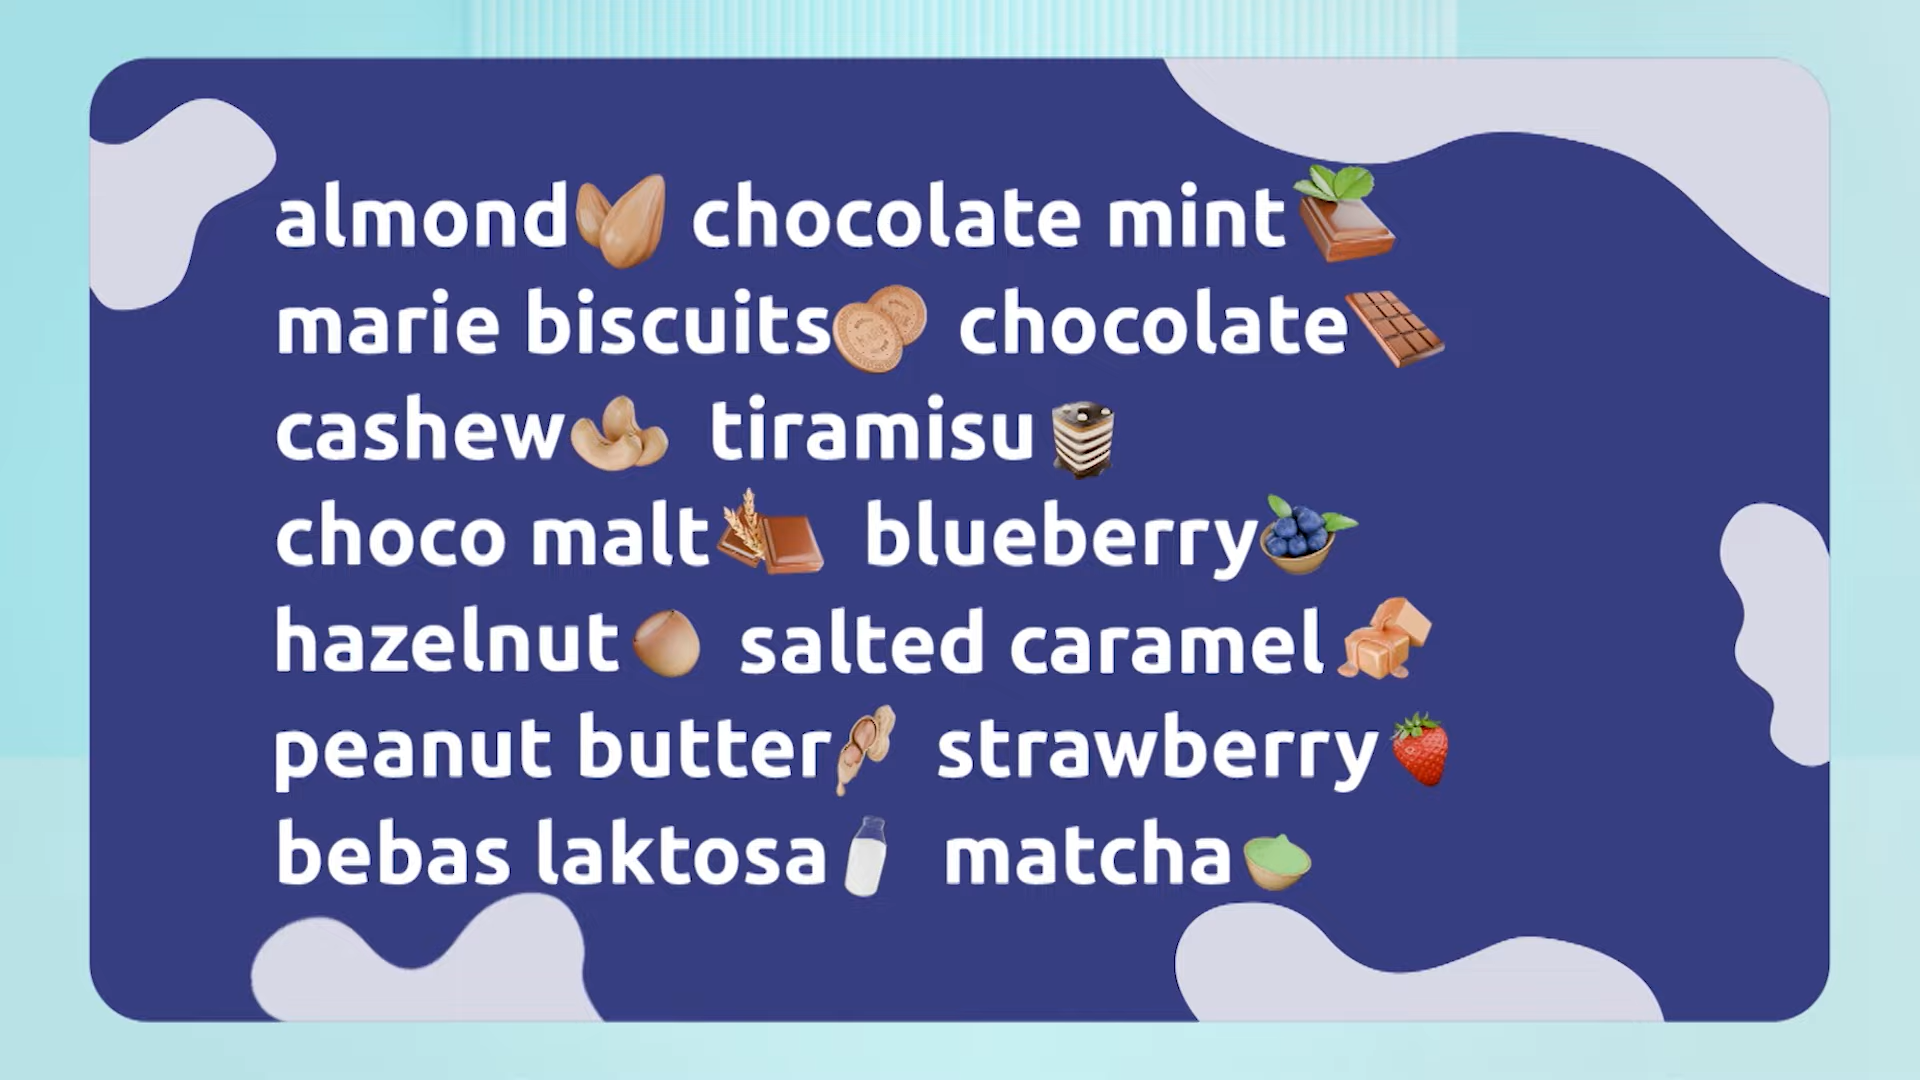 almond chocolate mint
marie biscuits chocolate
cashew tiramisu
choco malt blueberry
hazelnut salted caramel
peanut butter strawberry
bebas laktosa matcha